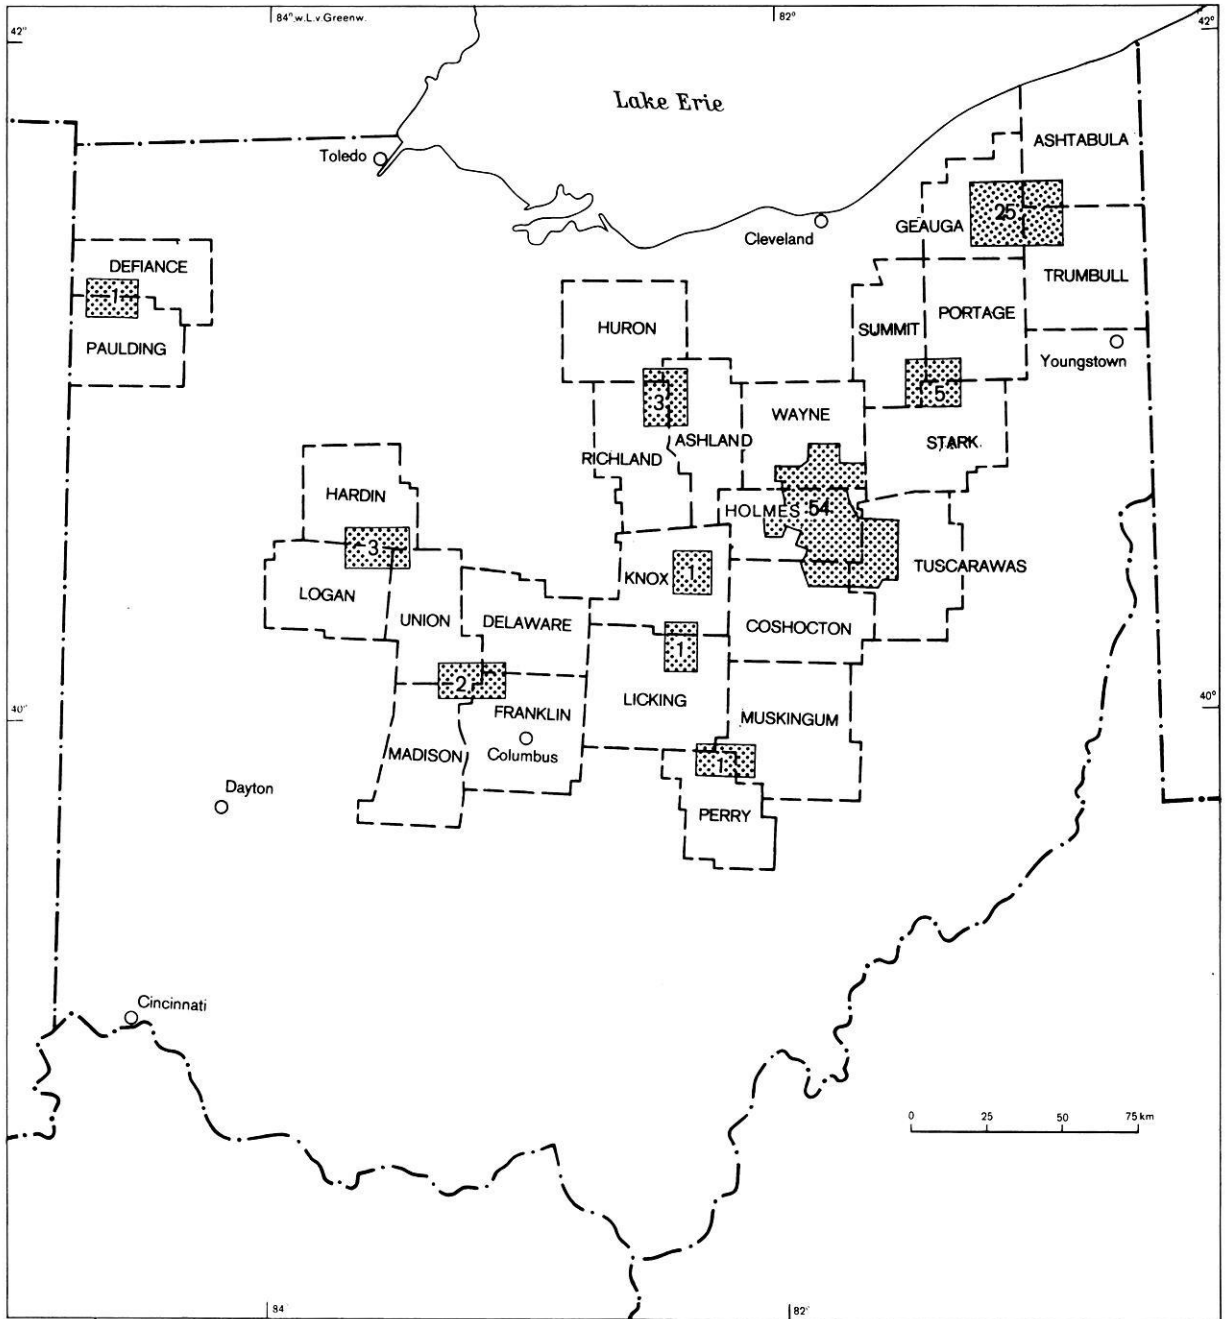 84° w.L.v.Greenw.
82°
42°
42°
Lake Erie
ASHTABULA
Toledo
25
GEAUGA
Cleveland
DEFIANCE
TRUMBULL
1
HURON
SUMMIT
PORTAGE
PAULDING
Youngstown
3
5
WAYNE
ASHLAND
STARK
RICHLAND
HARDIN
HOLMES
54
3
KNOX
1
TUSCARAWAS
LOGAN
UNION
DELAWARE
COSHOCTON
1
2
LICKING
40°
40°
FRANKLIN
MUSKINGUM
MADISON
Columbus
1
Dayton
PERRY
Cincinnati
0 25 50 75 km
84
82°